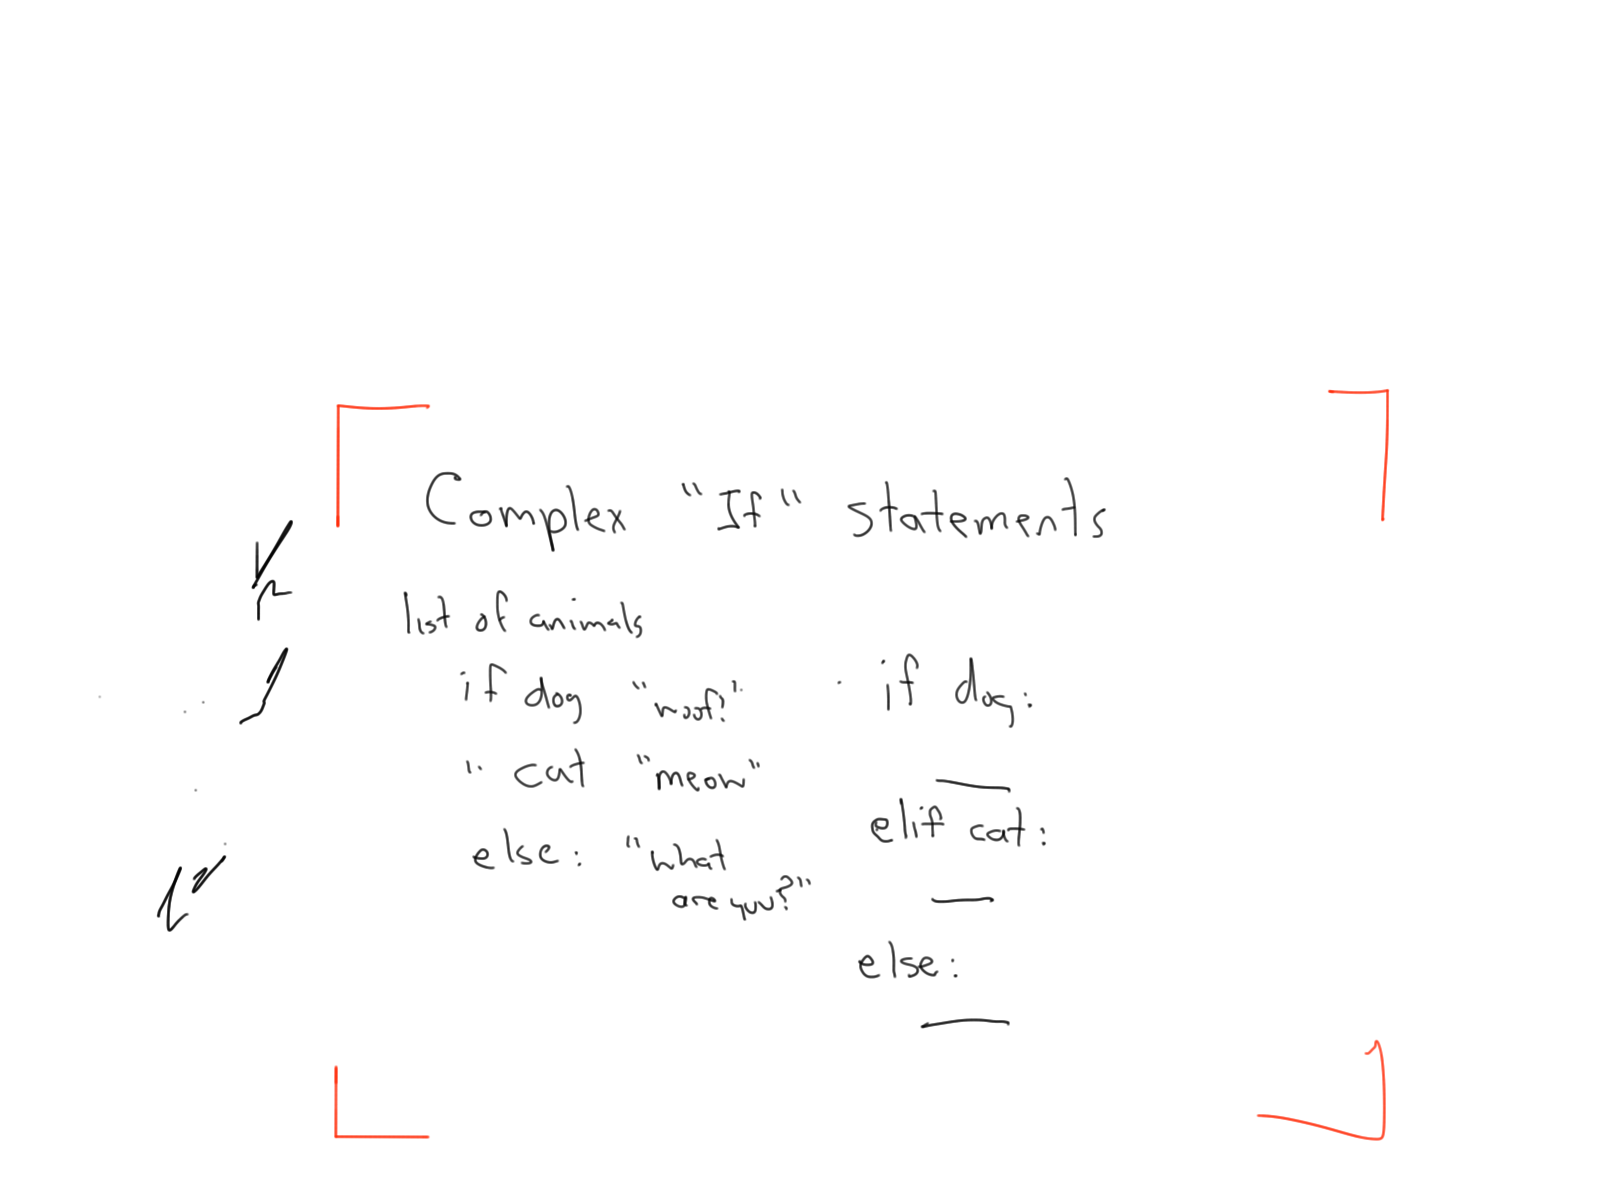 Complex "If" statements
list of animals
if dog "woof!"
" cat "meow"
else: "what
are you?"
if dog:
elif cat:
else: